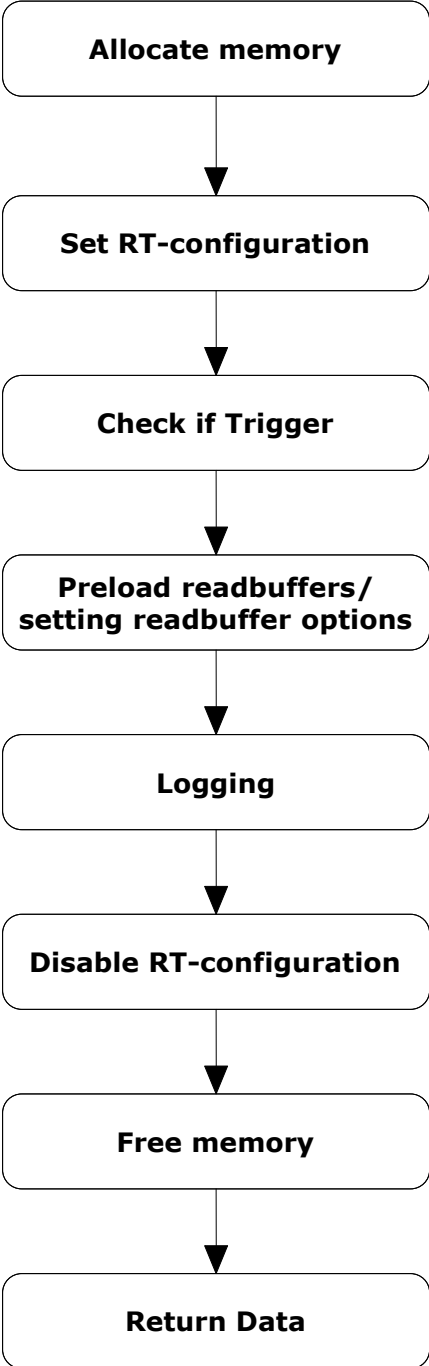 Allocate memory
Set RT-configuration
Check if Trigger
Preload readbuffers/
setting readbuffer options
Logging
Disable RT-configuration
Free memory
Return Data